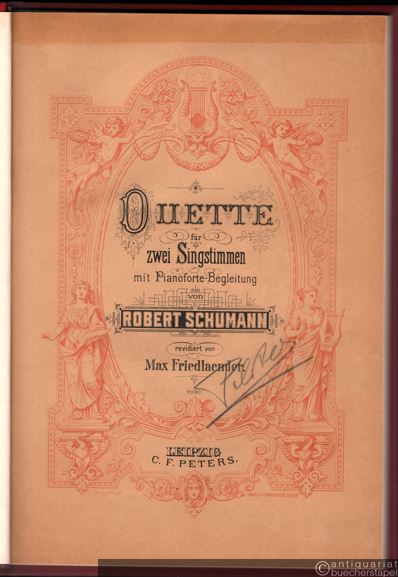 DUETTE
für
zwei Singstimmen
mit Pianoforte-Begleitung
von
ROBERT SCHUMANN
revidiert von
Max Friedlaender.
LEIPZIG
C. F. PETERS.
antiquariat
buecherstapel